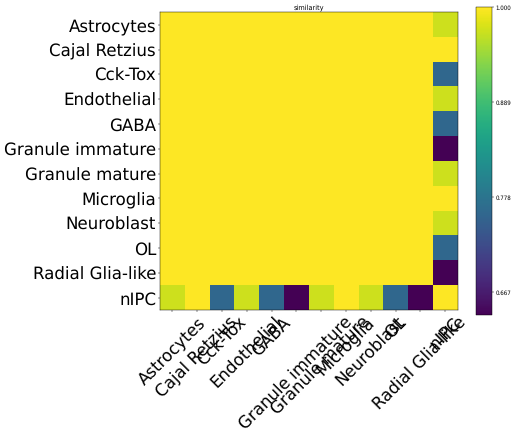 similarity
Astrocytes
Cajal Retzius
Cck-Tox
Endothelial
GABA
Granule immature
Granule mature
Microglia
Neuroblast
OL
Radial Glia-like
nIPC
Astrocytes
Cajal Retzius
Cck-Tox
Endothelial
GABA
Granule immature
Granule mature
Microglia
Neuroblast
OL
Radial Glia-like
nIPC
1.000
0.889
0.778
0.667